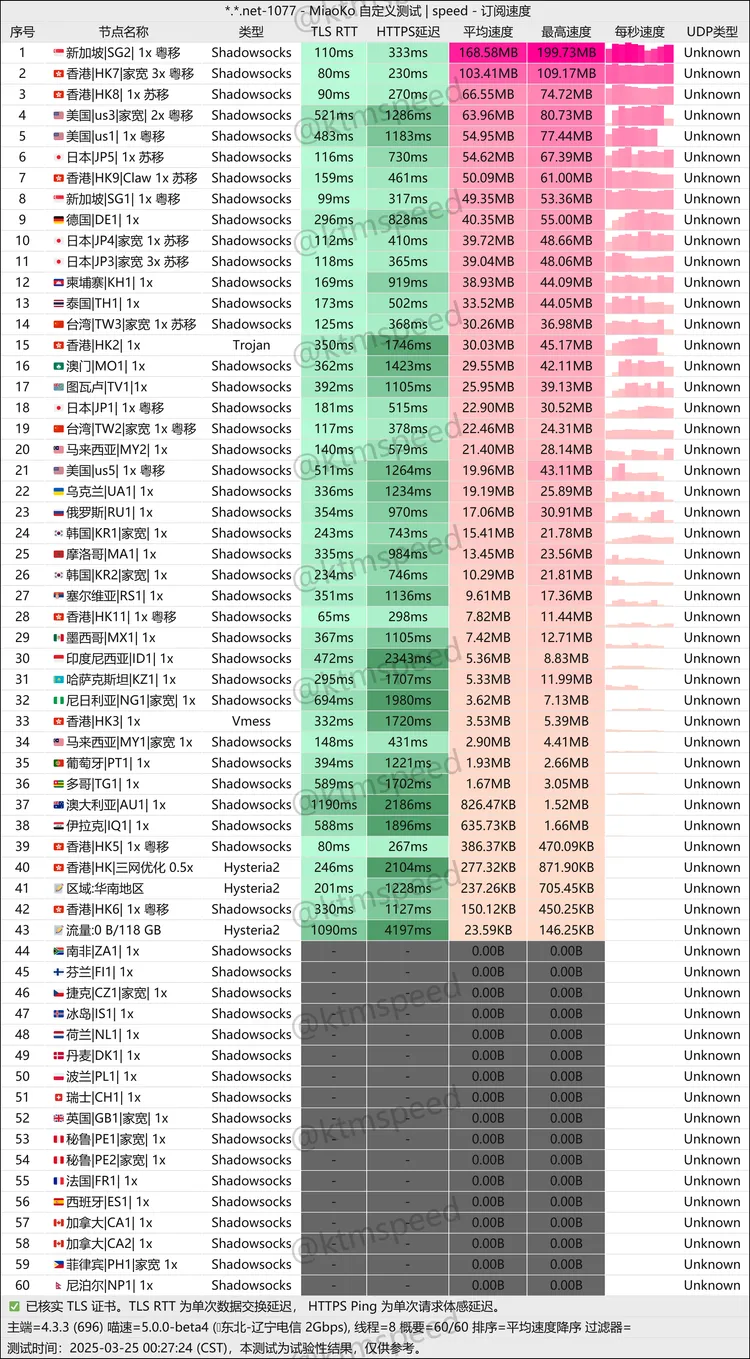 *.*.net-1077 - MiaoKo 自定义测试 | speed - 订阅速度
序号 节点名称 类型 TLS RTT HTTPS延迟 平均速度 最高速度 每秒速度 UDP类型
1 新加坡|SG2| 1x 粤移 Shadowsocks 110ms 333ms 168.58MB 199.73MB Unknown
2 香港|HK7|家宽 3x 粤移 Shadowsocks 80ms 230ms 103.41MB 109.17MB Unknown
3 香港|HK8| 1x 苏移 Shadowsocks 90ms 270ms 66.55MB 74.72MB Unknown
4 美国|us3|家宽| 2x 粤移 Shadowsocks 521ms 1286ms 63.96MB 80.73MB Unknown
5 美国|us1| 1x 粤移 Shadowsocks 483ms 1183ms 54.95MB 77.44MB Unknown
6 日本|JP5| 1x 苏移 Shadowsocks 116ms 730ms 54.62MB 67.39MB Unknown
7 香港|HK9|Claw 1x 苏移 Shadowsocks 159ms 461ms 50.09MB 61.00MB Unknown
8 新加坡|SG1| 1x 粤移 Shadowsocks 99ms 317ms 49.35MB 53.36MB Unknown
9 德国|DE1| 1x Shadowsocks 296ms 828ms 40.35MB 55.00MB Unknown
10 日本|JP4|家宽 1x 苏移 Shadowsocks 112ms 410ms 39.72MB 48.66MB Unknown
11 日本|JP3|家宽 3x 苏移 Shadowsocks 118ms 365ms 39.04MB 48.06MB Unknown
12 柬埔寨|KH1| 1x Shadowsocks 169ms 919ms 38.93MB 44.09MB Unknown
13 泰国|TH1| 1x Shadowsocks 173ms 502ms 33.52MB 44.05MB Unknown
14 台湾|TW3|家宽 1x 苏移 Shadowsocks 125ms 368ms 30.26MB 36.98MB Unknown
15 香港|HK2| 1x Trojan 350ms 1746ms 30.03MB 45.17MB Unknown
16 澳门|MO1| 1x Shadowsocks 362ms 1423ms 29.55MB 42.11MB Unknown
17 图瓦卢|TV1|1x Shadowsocks 392ms 1105ms 25.95MB 39.13MB Unknown
18 日本|JP1| 1x 粤移 Shadowsocks 181ms 515ms 22.90MB 30.52MB Unknown
19 台湾|TW2|家宽 1x 粤移 Shadowsocks 117ms 378ms 22.46MB 24.31MB Unknown
20 马来西亚|MY2| 1x Shadowsocks 140ms 579ms 21.40MB 28.14MB Unknown
21 美国|us5| 1x 粤移 Shadowsocks 511ms 1264ms 19.96MB 43.11MB Unknown
22 乌克兰|UA1| 1x Shadowsocks 336ms 1234ms 19.19MB 25.89MB Unknown
23 俄罗斯|RU1| 1x Shadowsocks 354ms 970ms 17.06MB 30.91MB Unknown
24 韩国|KR1|家宽| 1x Shadowsocks 243ms 743ms 15.41MB 21.78MB Unknown
25 摩洛哥|MA1| 1x Shadowsocks 335ms 984ms 13.45MB 23.56MB Unknown
26 韩国|KR2|家宽| 1x Shadowsocks 234ms 746ms 10.29MB 21.81MB Unknown
27 塞尔维亚|RS1| 1x Shadowsocks 351ms 1136ms 9.61MB 17.36MB Unknown
28 香港|HK11| 1x 粤移 Shadowsocks 65ms 298ms 7.82MB 11.44MB Unknown
29 墨西哥|MX1| 1x Shadowsocks 367ms 1105ms 7.42MB 12.71MB Unknown
30 印度尼西亚|ID1| 1x Shadowsocks 472ms 2343ms 5.36MB 8.83MB Unknown
31 哈萨克斯坦|KZ1| 1x Shadowsocks 295ms 1707ms 5.33MB 11.99MB Unknown
32 尼日利亚|NG1|家宽| 1x Shadowsocks 694ms 1980ms 3.62MB 7.13MB Unknown
33 香港|HK3| 1x Vmess 332ms 1720ms 3.53MB 5.39MB Unknown
34 马来西亚|MY1|家宽 1x Shadowsocks 148ms 431ms 2.90MB 4.41MB Unknown
35 葡萄牙|PT1| 1x Shadowsocks 394ms 1221ms 1.93MB 2.66MB Unknown
36 多哥|TG1| 1x Shadowsocks 589ms 1702ms 1.67MB 3.05MB Unknown
37 澳大利亚|AU1| 1x Shadowsocks 1190ms 2186ms 826.47KB 1.52MB Unknown
38 伊拉克|IQ1| 1x Shadowsocks 588ms 1896ms 635.73KB 1.66MB Unknown
39 香港|HK5| 1x 粤移 Shadowsocks 80ms 267ms 386.37KB 470.09KB Unknown
40 香港|HK|三网优化 0.5x Hysteria2 246ms 2104ms 277.32KB 871.90KB Unknown
41 区域:华南地区 Hysteria2 201ms 1228ms 237.26KB 705.45KB Unknown
42 香港|HK6| 1x 粤移 Shadowsocks 330ms 1127ms 150.12KB 450.25KB Unknown
43 流量:0 B/118 GB Hysteria2 1090ms 4197ms 23.59KB 146.25KB Unknown
44 南非|ZA1| 1x Shadowsocks - - 0.00B 0.00B Unknown
45 芬兰|FI1| 1x Shadowsocks - - 0.00B 0.00B Unknown
46 捷克|CZ1|家宽| 1x Shadowsocks - - 0.00B 0.00B Unknown
47 冰岛|IS1| 1x Shadowsocks - - 0.00B 0.00B Unknown
48 荷兰|NL1| 1x Shadowsocks - - 0.00B 0.00B Unknown
49 丹麦|DK1| 1x Shadowsocks - - 0.00B 0.00B Unknown
50 波兰|PL1| 1x Shadowsocks - - 0.00B 0.00B Unknown
51 瑞士|CH1| 1x Shadowsocks - - 0.00B 0.00B Unknown
52 英国|GB1|家宽| 1x Shadowsocks - - 0.00B 0.00B Unknown
53 秘鲁|PE1|家宽| 1x Shadowsocks - - 0.00B 0.00B Unknown
54 秘鲁|PE2|家宽| 1x Shadowsocks - - 0.00B 0.00B Unknown
55 法国|FR1| 1x Shadowsocks - - 0.00B 0.00B Unknown
56 西班牙|ES1| 1x Shadowsocks - - 0.00B 0.00B Unknown
57 加拿大|CA1| 1x Shadowsocks - - 0.00B 0.00B Unknown
58 加拿大|CA2| 1x Shadowsocks - - 0.00B 0.00B Unknown
59 菲律宾|PH1|家宽 1x Shadowsocks - - 0.00B 0.00B Unknown
60 尼泊尔|NP1| 1x Shadowsocks - - 0.00B 0.00B Unknown
已核实 TLS 证书。TLS RTT 为单次数据交换延迟， HTTPS Ping 为单次请求体感延迟。
主端=4.3.3 (696) 喵速=5.0.0-beta4 (东北-辽宁电信 2Gbps), 线程=8 概要=60/60 排序=平均速度降序 过滤器=
测试时间：2025-03-25 00:27:24 (CST)，本测试为试验性结果，仅供参考。
@ktmspeed
@ktmspeed
@ktmspeed
@ktmspeed
@ktmspeed
@ktmspeed
@ktmspeed
@ktmspeed
@ktmspeed
@ktmspeed
@ktmspeed